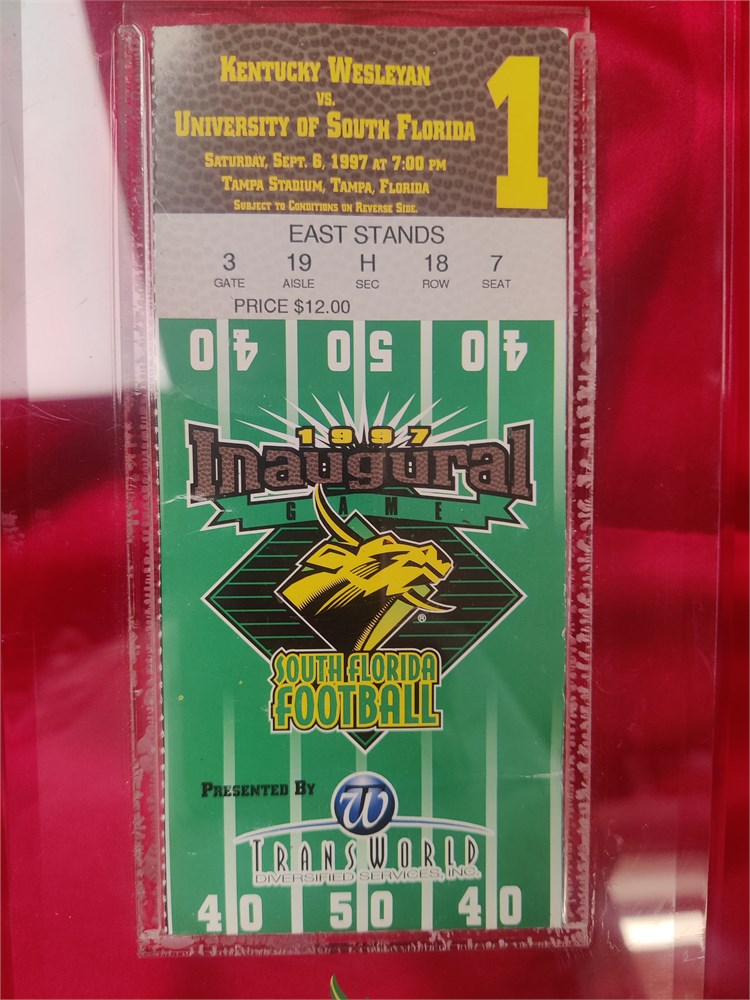 KENTUCKY WESLEYAN
VS.
UNIVERSITY OF SOUTH FLORIDA
SATURDAY, SEPT. 6, 1997 AT 7:00 PM
TAMPA STADIUM, TAMPA, FLORIDA
SUBJECT TO CONDITIONS ON REVERSE SIDE.
1
EAST STANDS
3 19 H 18 7
GATE AISLE SEC ROW SEAT
PRICE $12.00
40 50 40
1997
Inaugural
GAME
®
SOUTH FLORIDA
FOOTBALL
PRESENTED BY
TW
TRANSWORLD
DIVERSIFIED SERVICES, INC.
40 50 40